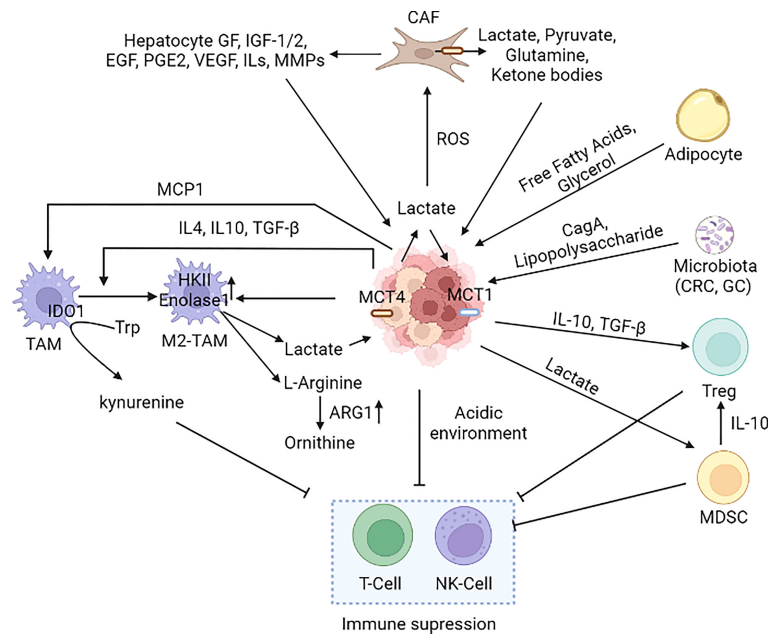 CAF
Hepatocyte GF, IGF-1/2,
EGF, PGE2, VEGF, ILs, MMPs
Lactate, Pyruvate,
Glutamine,
Ketone bodies
ROS
Free Fatty Acids,
Glycerol
Adipocyte
MCP1
Lactate
IL4, IL10, TGF-β
CagA,
Lipopolysaccharide
Microbiota
(CRC, GC)
HKII
Enolase1
IDO1
Trp
TAM
M2-TAM
MCT4
MCT1
IL-10, TGF-β
Lactate
Lactate
Treg
kynurenine
L-Arginine
ARG1
Ornithine
Acidic
environment
IL-10
MDSC
T-Cell
NK-Cell
Immune supression